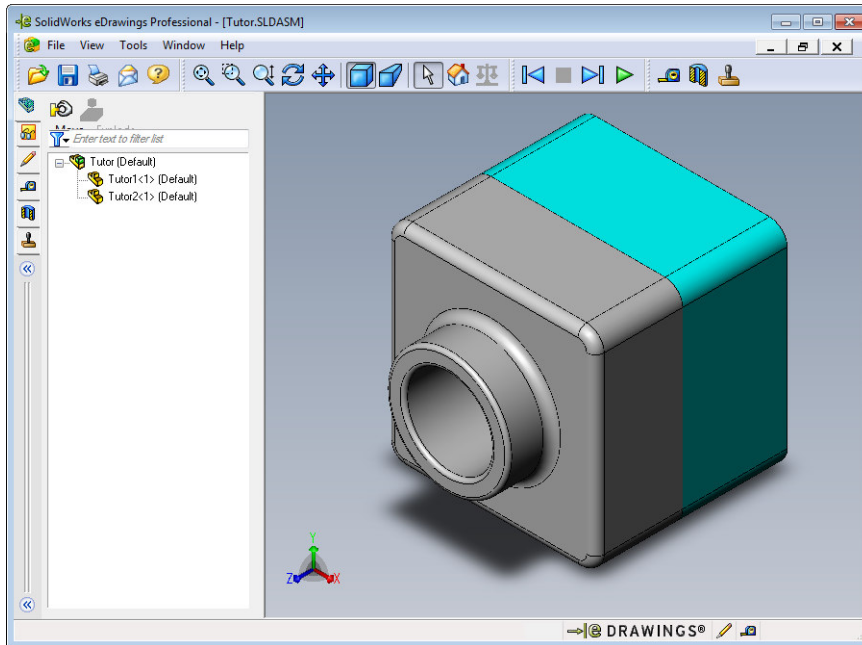 SolidWorks eDrawings Professional - [Tutor.SLDASM]
File View Tools Window Help
Enter text to filter list
Tutor (Default)
Tutor1<1> (Default)
Tutor2<1> (Default)
Y
Z X
e DRAWINGS®